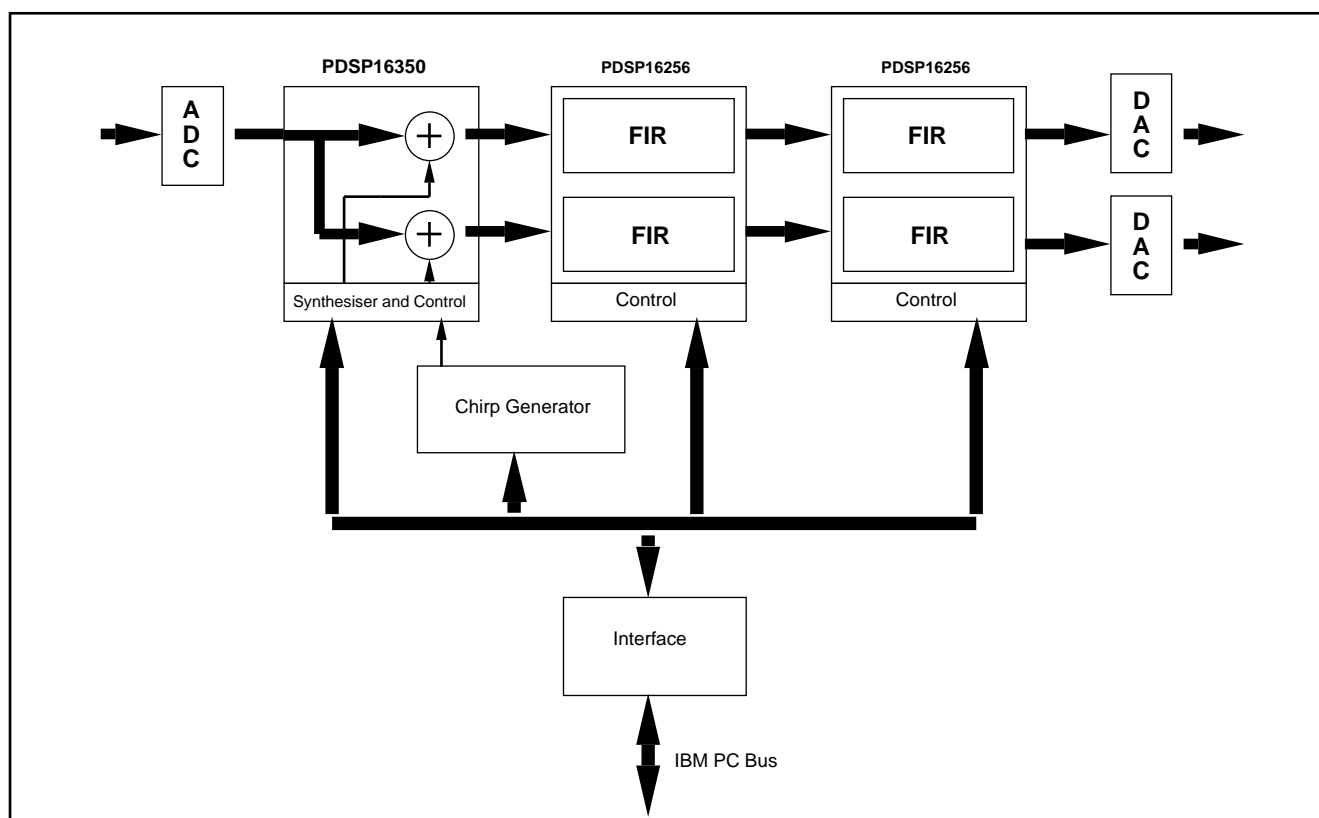 PDSP16350
PDSP16256
PDSP16256
A
D
C
FIR
FIR
D
A
C
FIR
FIR
D
A
C
Synthesiser and Control
Control
Control
Chirp Generator
Interface
IBM PC Bus